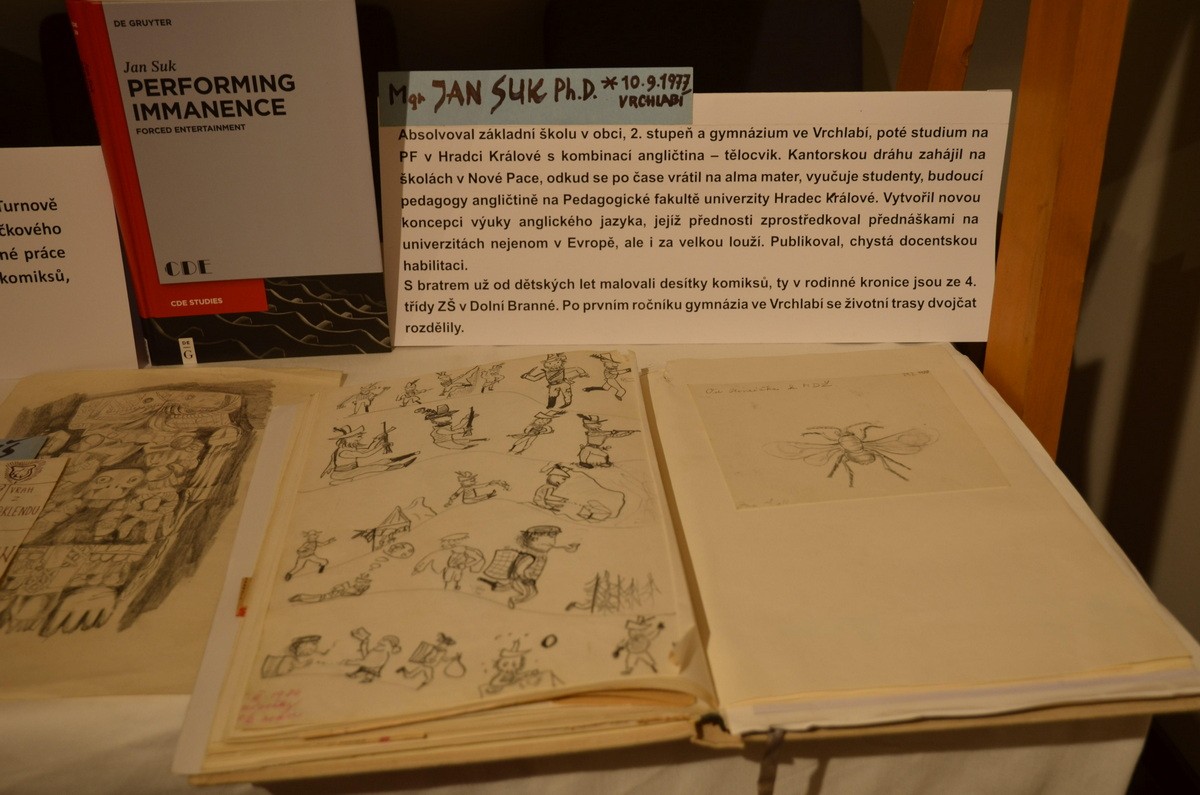 DE GRUYTER
Jan Suk
PERFORMING
IMMANENCE
FORCED ENTERTAINMENT
CDE
CDE STUDIES
DE
G
Mgr JAN SUK Ph.D. * 10.9.1977
VRCHLABÍ
Absolvoval základní školu v obci, 2. stupeň a gymnázium ve Vrchlabí, poté studium na
PF v Hradci Králové s kombinací angličtina – tělocvik. Kantorskou dráhu zahájil na
školách v Nové Pace, odkud se po čase vrátil na alma mater, vyučuje studenty, budoucí
pedagogy angličtině na Pedagogické fakultě univerzity Hradec Králové. Vytvořil novou
koncepci výuky anglického jazyka, jejíž přednosti zprostředkoval přednáškami na
univerzitách nejenom v Evropě, ale i za velkou louží. Publikoval, chystá docentskou
habilitaci.
S bratrem už od dětských let malovali desítky komiksů, ty v rodinné kronice jsou ze 4.
třídy ZŠ v Dolní Branné. Po prvním ročníku gymnázia ve Vrchlabí se životní trasy dvojčat
rozdělily.
Turnově
čkového
né práce
komiksů,